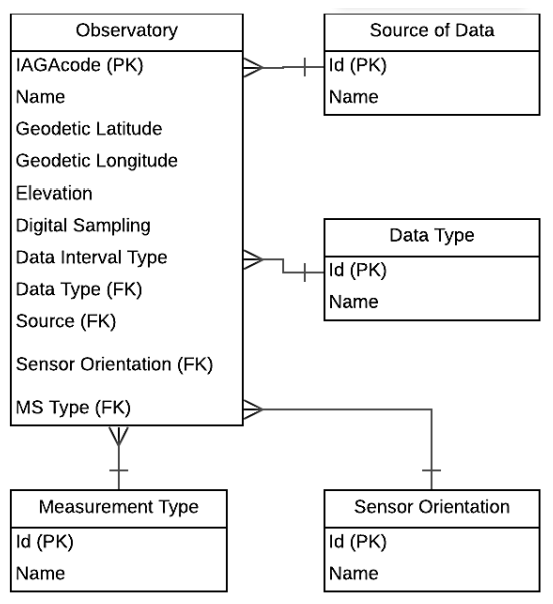 Observatory
IAGAcode (PK)
Name
Geodetic Latitude
Geodetic Longitude
Elevation
Digital Sampling
Data Interval Type
Data Type (FK)
Source (FK)
Sensor Orientation (FK)
MS Type (FK)
Source of Data
Id (PK)
Name
Data Type
Id (PK)
Name
Measurement Type
Id (PK)
Name
Sensor Orientation
Id (PK)
Name